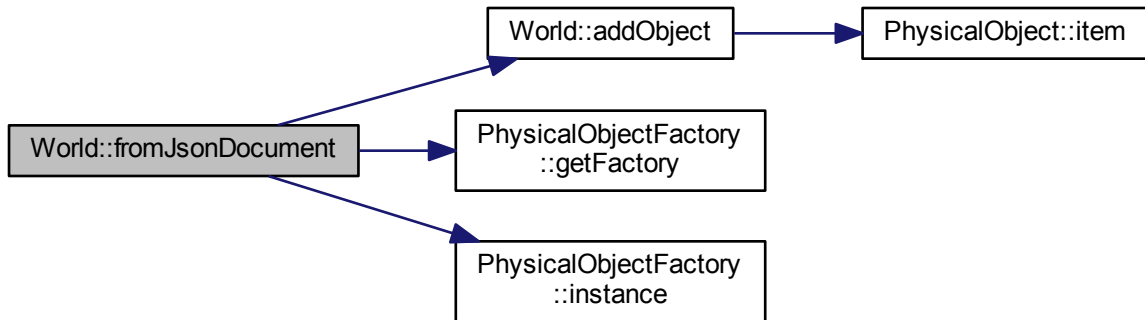 World::addObject
PhysicalObject::item
World::fromJsonDocument
PhysicalObjectFactory
::getFactory
PhysicalObjectFactory
::instance